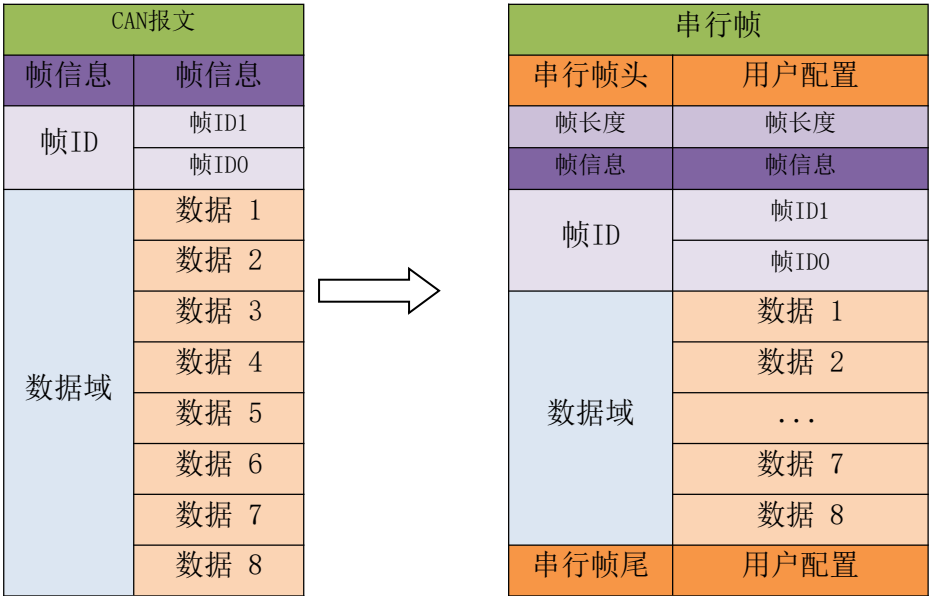 CAN报文
帧信息 帧信息
帧ID
帧ID1
帧ID0
数据域
数据 1
数据 2
数据 3
数据 4
数据 5
数据 6
数据 7
数据 8
串行帧
串行帧头 用户配置
帧长度 帧长度
帧信息 帧信息
帧ID
帧ID1
帧ID0
数据域
数据 1
数据 2
...
数据 7
数据 8
串行帧尾 用户配置